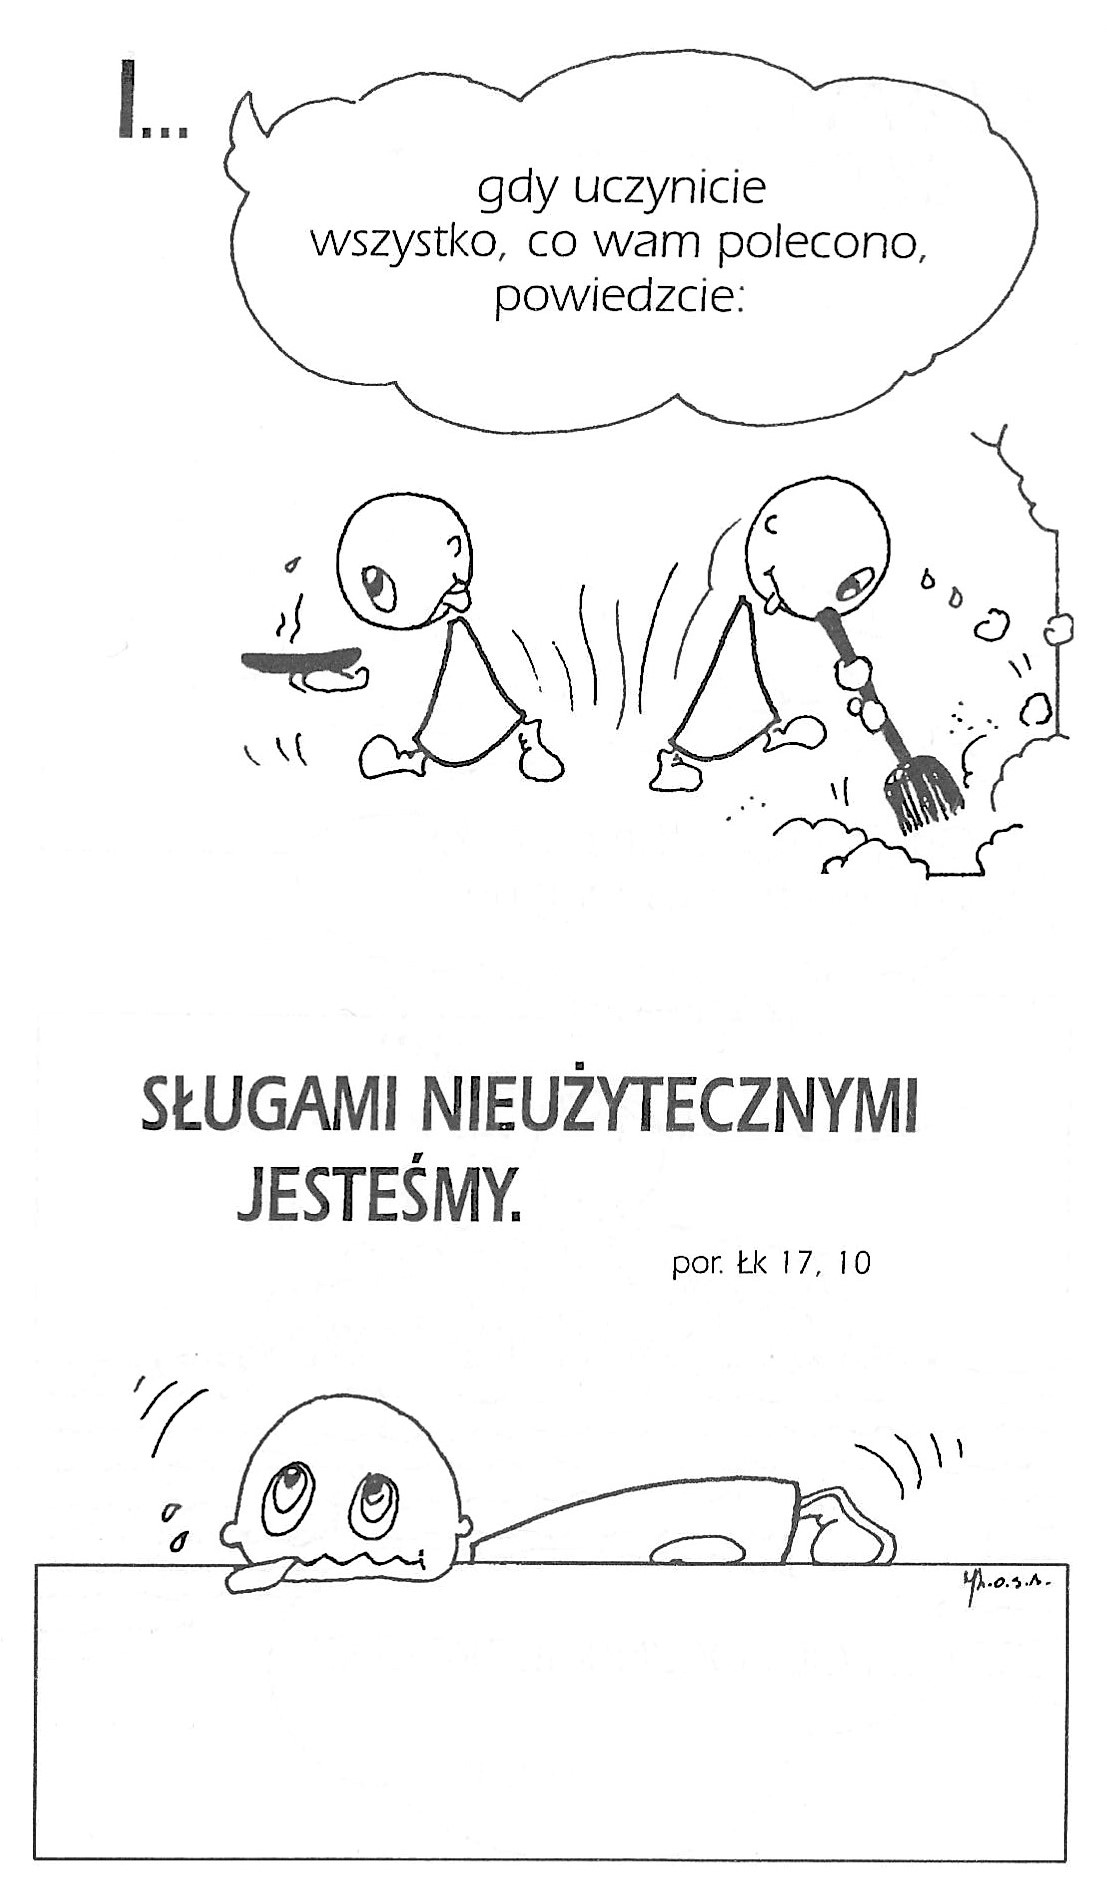 I...
gdy uczynicie
wszystko, co wam polecono,
powiedzcie:
SŁUGAMI NIEUŻYTECZNYMI
JESTEŚMY.
por. Łk 17, 10